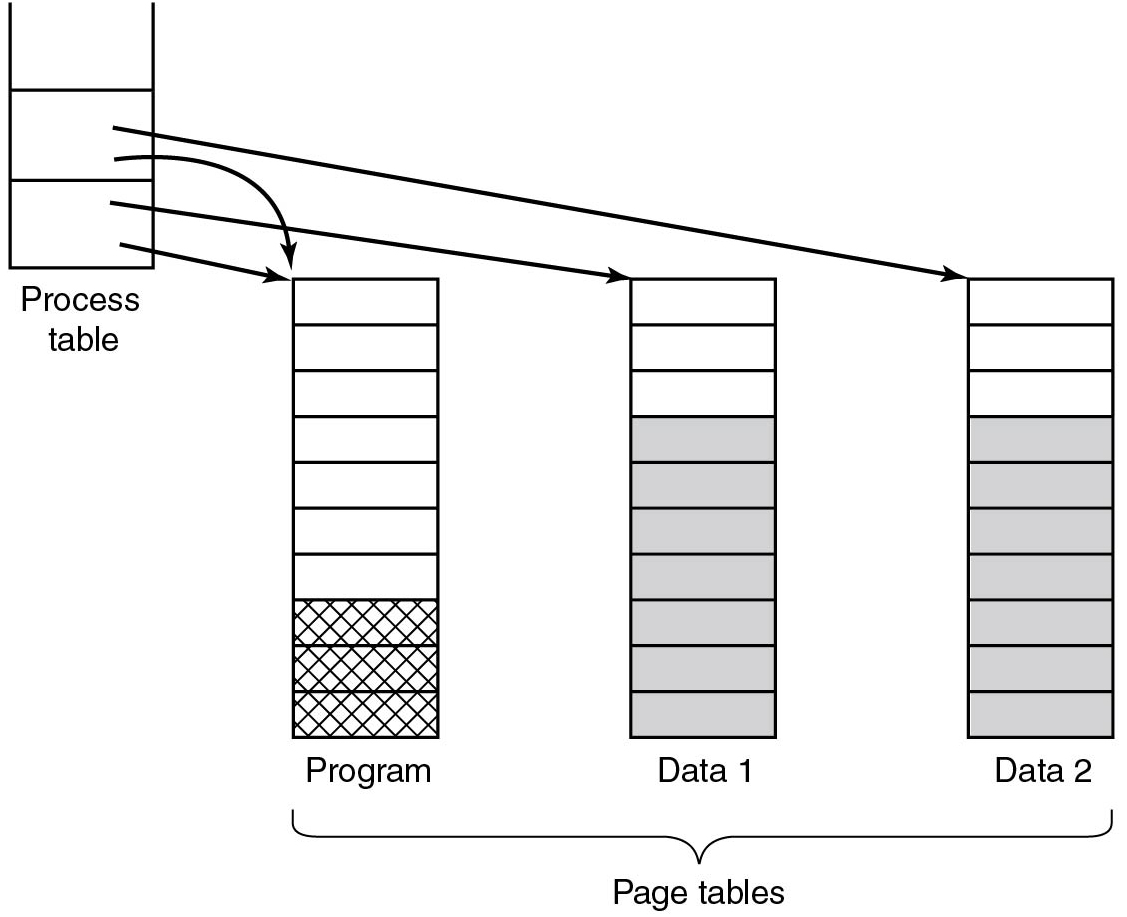 Process
table
Program
Data 1
Data 2
Page tables